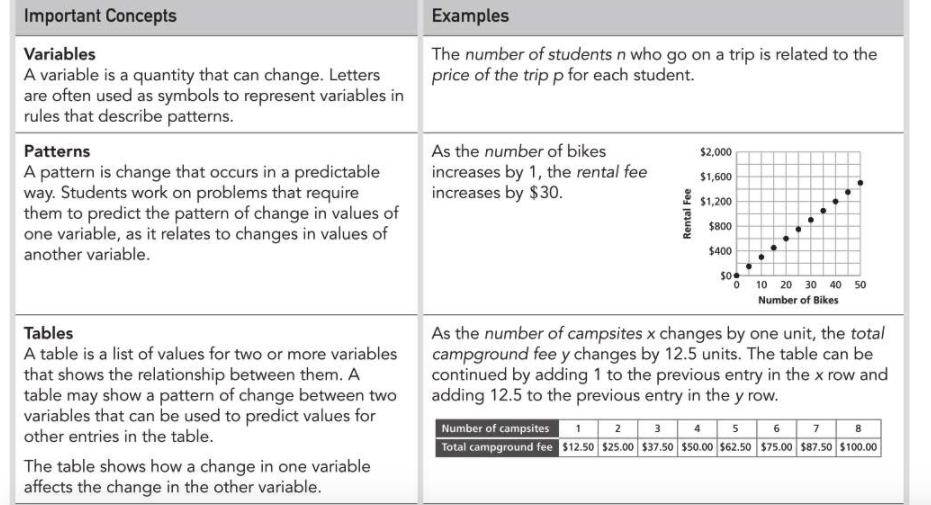 Important Concepts
Examples
Variables
A variable is a quantity that can change. Letters
are often used as symbols to represent variables in
rules that describe patterns.
The number of students n who go on a trip is related to the
price of the trip p for each student.
Patterns
A pattern is change that occurs in a predictable
way. Students work on problems that require
them to predict the pattern of change in values of
one variable, as it relates to changes in values of
another variable.
As the number of bikes
increases by 1, the rental fee
increases by $30.
$2,000
$1,600
$1,200
$800
$400
$0
Rental Fee
0 10 20 30 40 50
Number of Bikes
Tables
A table is a list of values for two or more variables
that shows the relationship between them. A
table may show a pattern of change between two
variables that can be used to predict values for
other entries in the table.
The table shows how a change in one variable
affects the change in the other variable.
As the number of campsites x changes by one unit, the total
campground fee y changes by 12.5 units. The table can be
continued by adding 1 to the previous entry in the x row and
adding 12.5 to the previous entry in the y row.
Number of campsites 1 2 3 4 5 6 7 8
Total campground fee $12.50 $25.00 $37.50 $50.00 $62.50 $75.00 $87.50 $100.00